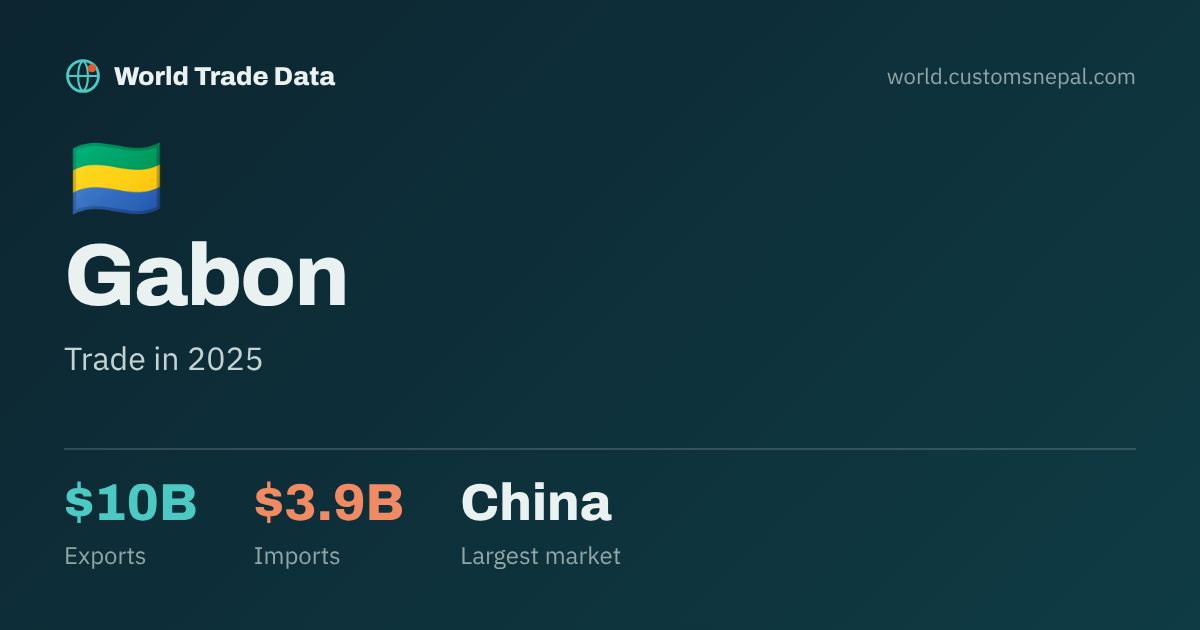 World Trade Data
world.customsnepal.com
Gabon
Trade in 2025
$10B $3.9B China
Exports Imports Largest market